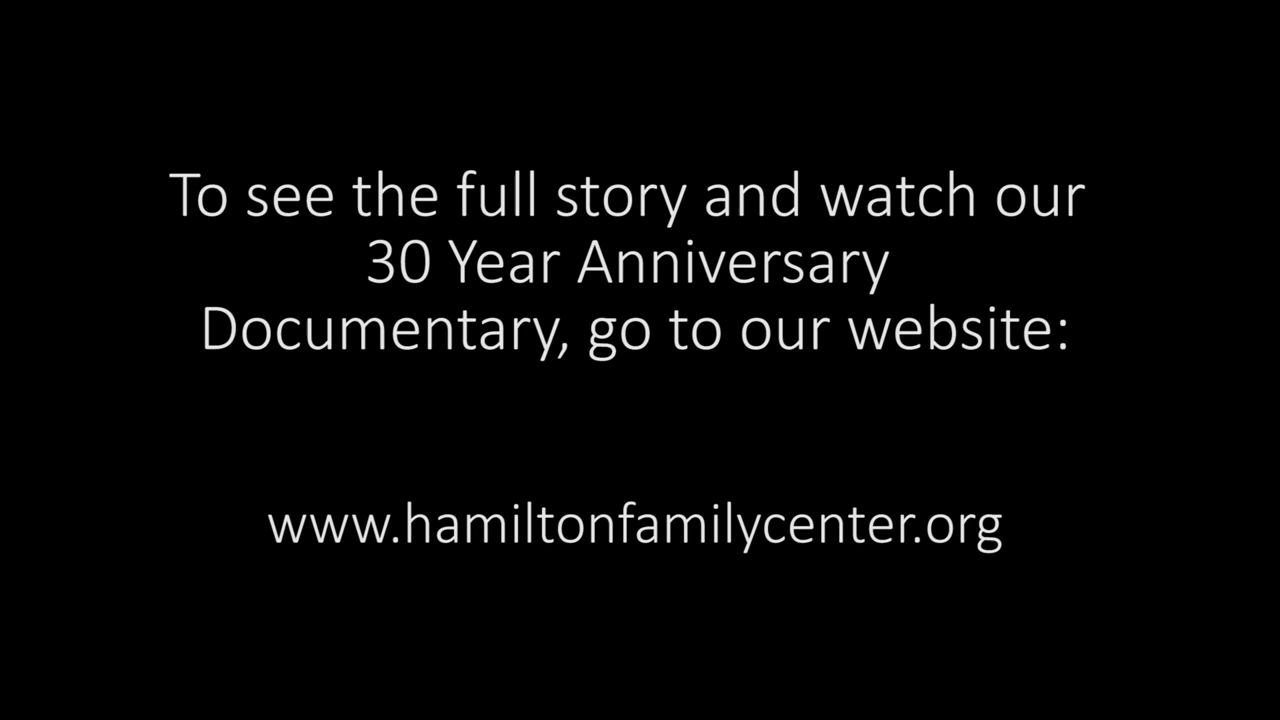 To see the full story and watch our
30 Year Anniversary
Documentary, go to our website:
www.hamiltonfamilycenter.org